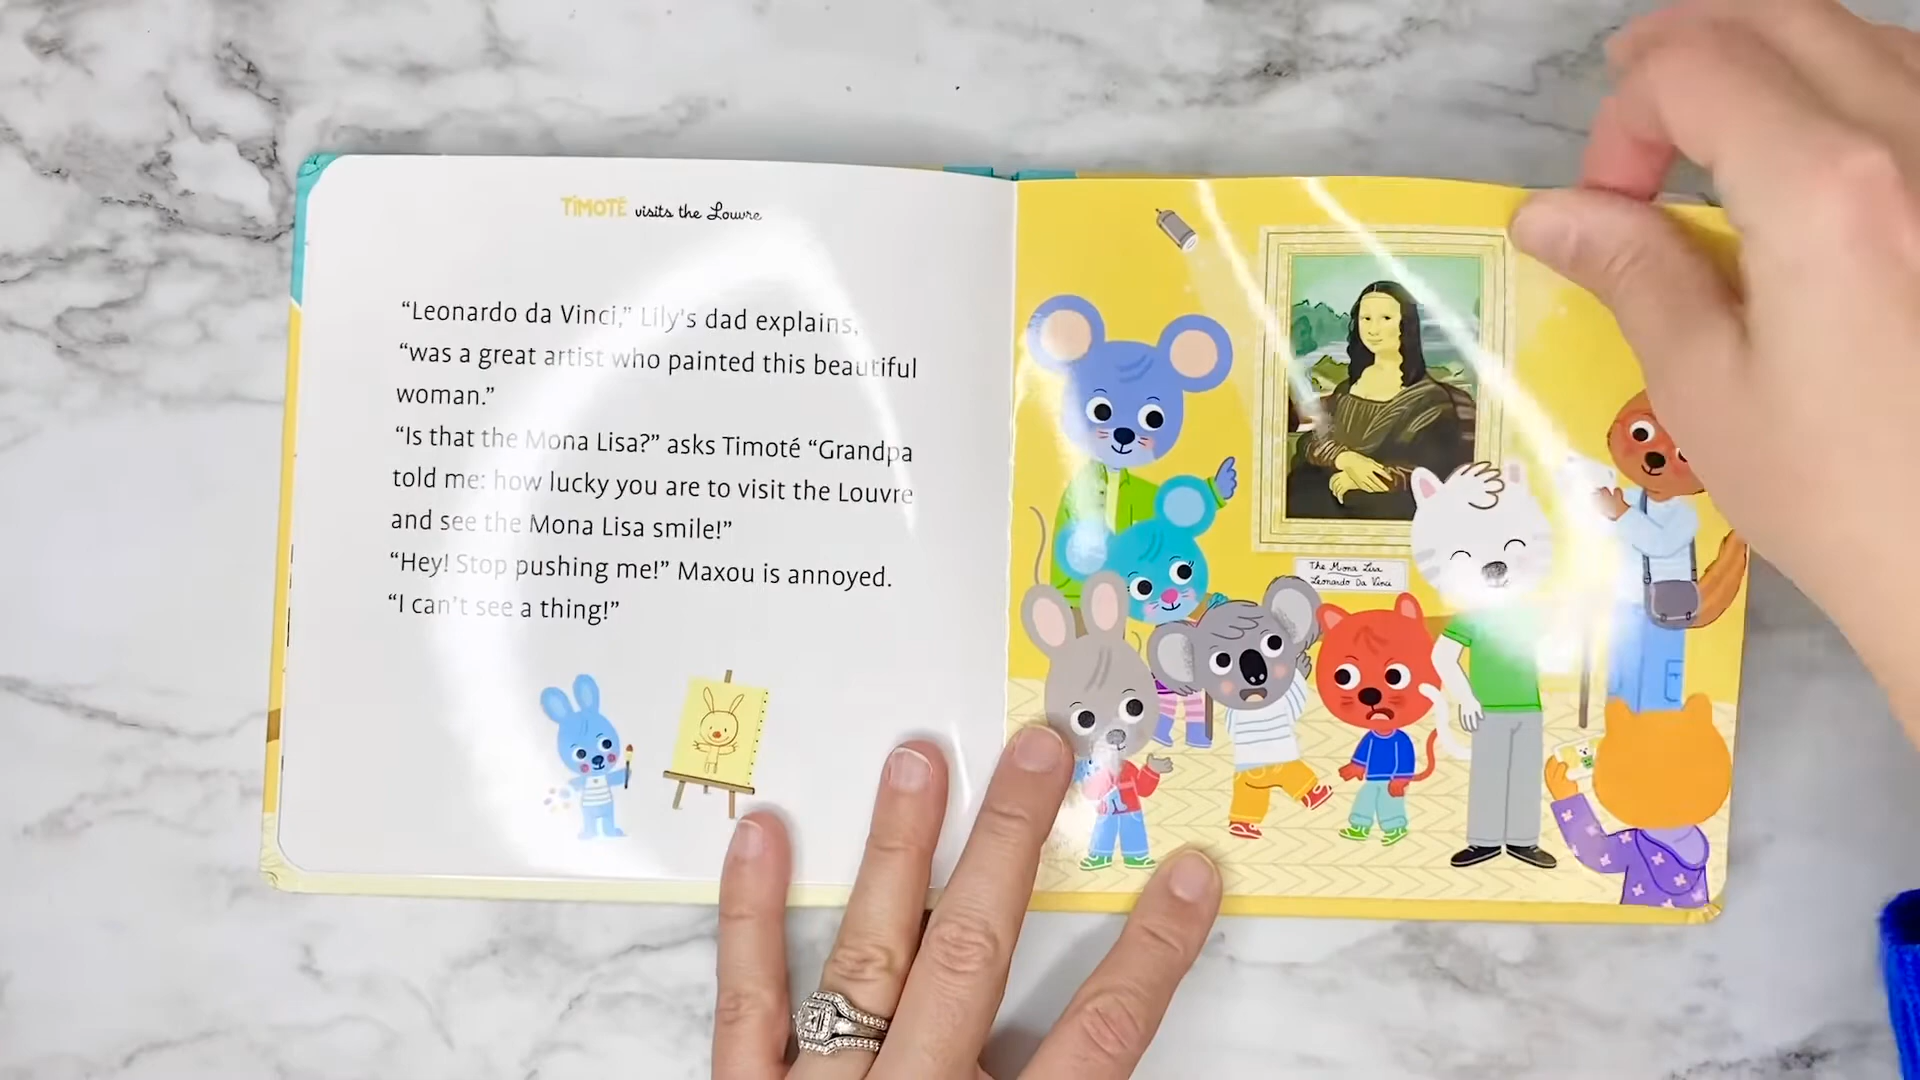 TIMOTÉ visits the Louvre
“Leonardo da Vinci,” Lily's dad explains,
“was a great artist who painted this beautiful
woman.”
“Is that the Mona Lisa?” asks Timoté “Grandpa
told me: how lucky you are to visit the Louvre
and see the Mona Lisa smile!”
“Hey! Stop pushing me!” Maxou is annoyed.
“I can't see a thing!”
The Mona Lisa
Leonardo Da Vinci